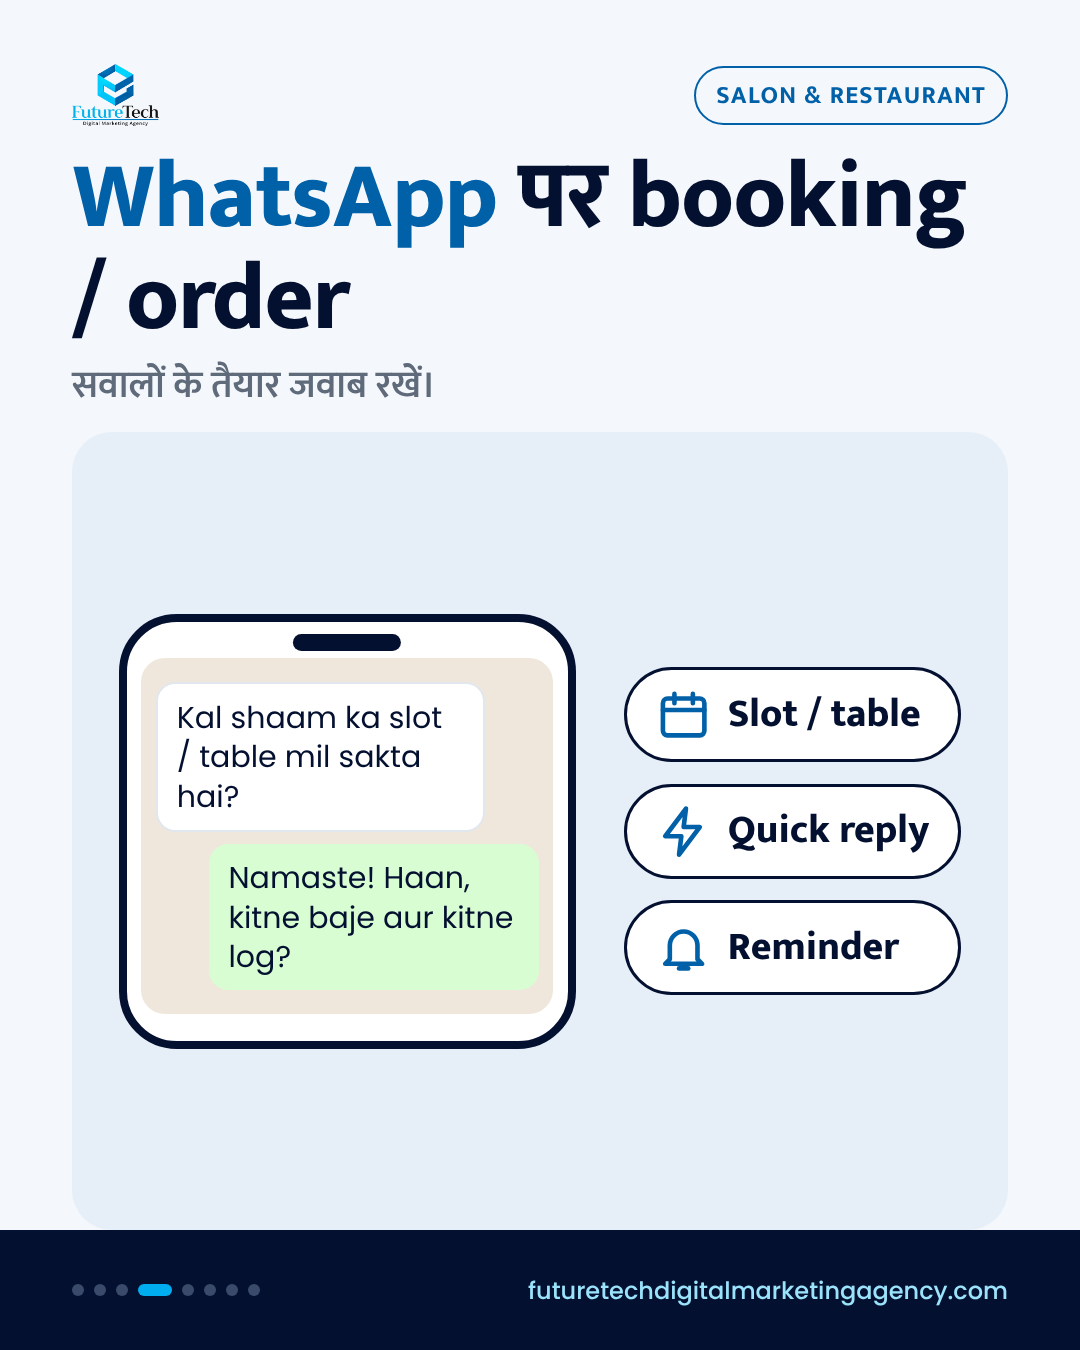 FutureTech
Digital Marketing Agency
SALON & RESTAURANT
WhatsApp पर booking
/ order
सवालों के तैयार जवाब रखें।
Kal shaam ka slot
/ table mil sakta
hai?
Namaste! Haan,
kitne baje aur kitne
log?
Slot / table
Quick reply
Reminder
futuretechdigitalmarketingagency.com